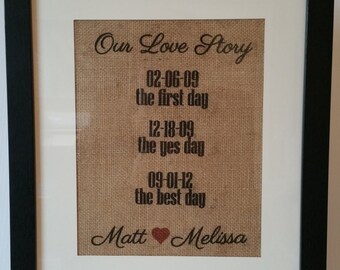 Our Love Story
02-06-09
the first day
12-18-09
the yes day
09-01-12
the best day
Matt Melissa